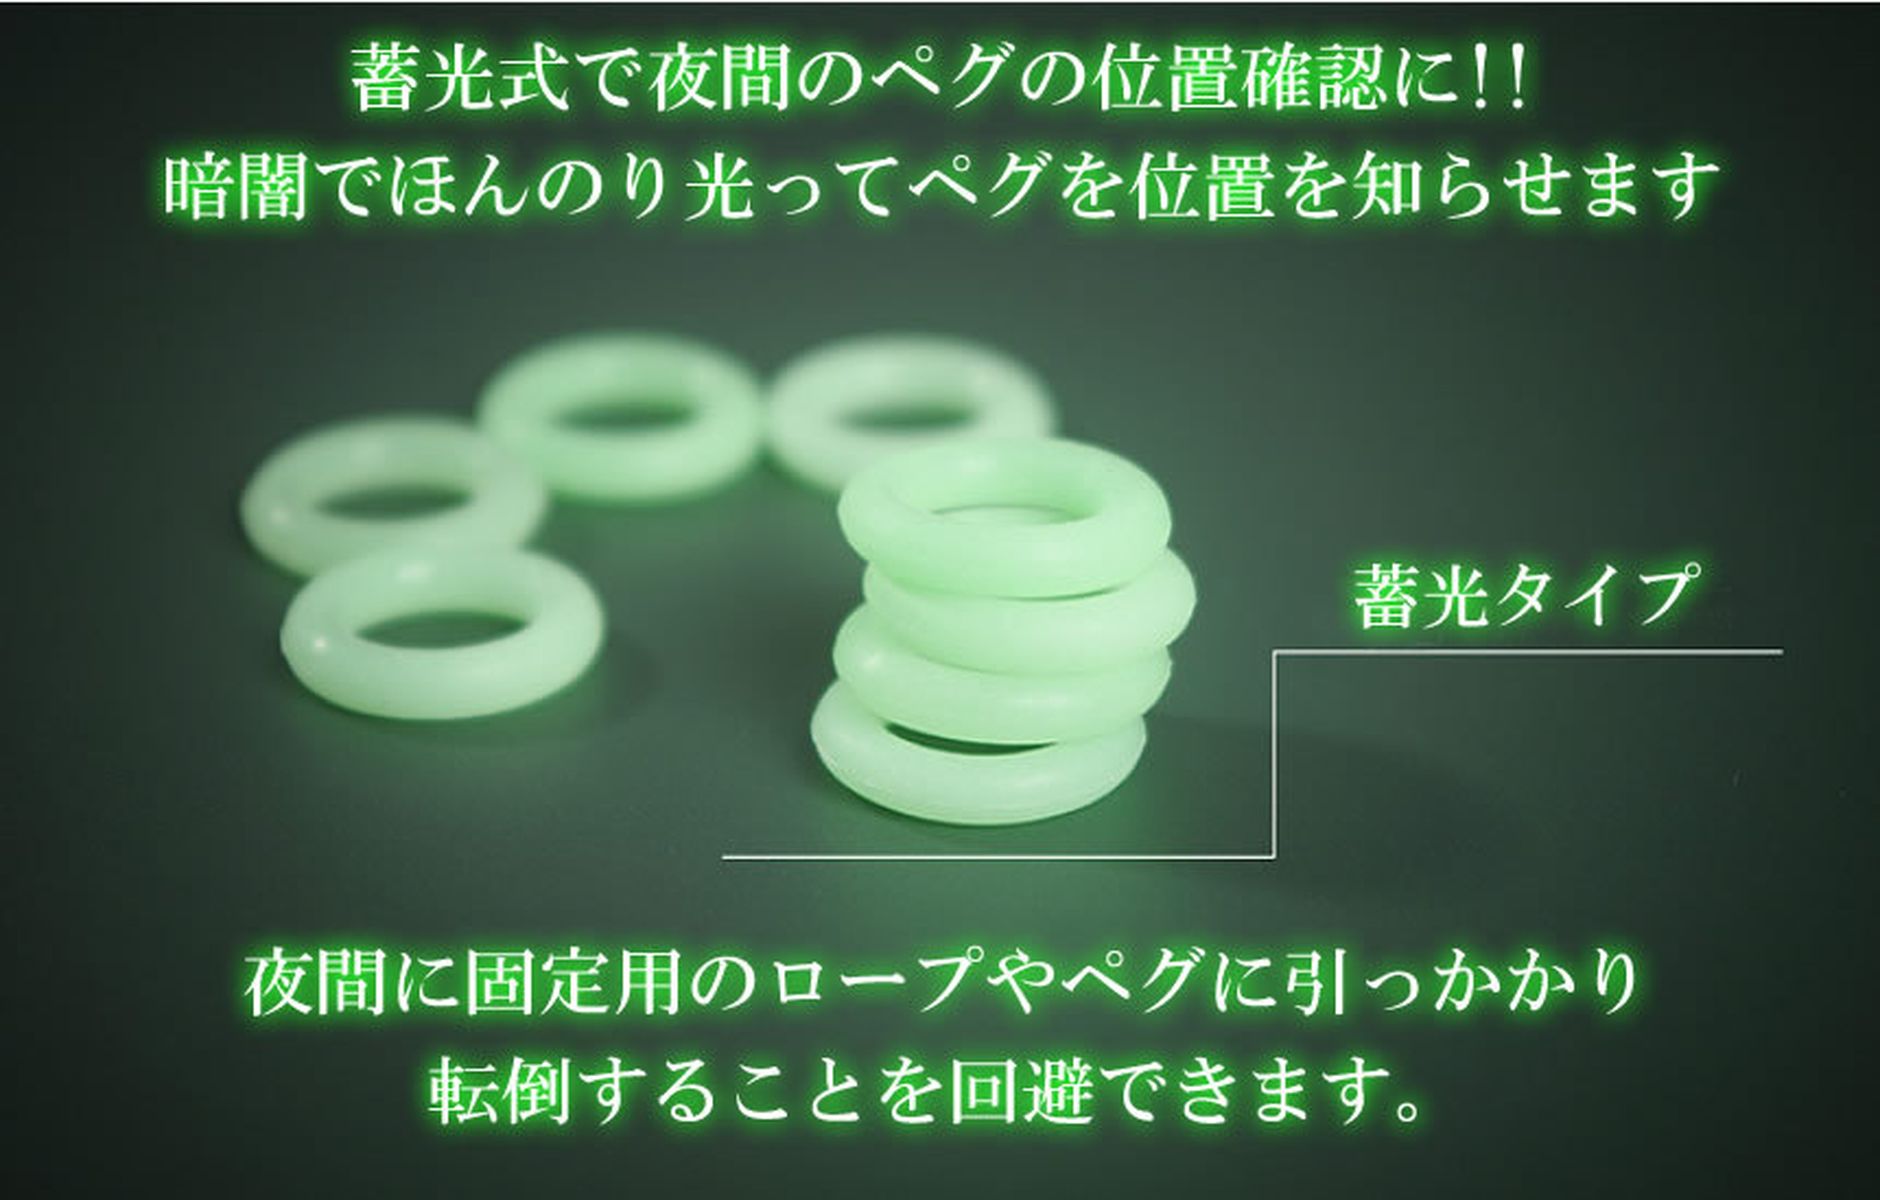 蓄光式で夜間のペグの位置確認に!!
暗闇でほんのり光ってペグを位置を知らせます
蓄光タイプ
夜間に固定用のロープやペグに引っかかり
転倒することを回避できます。